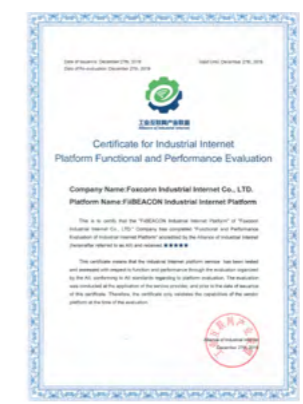 Date of issuance: December 27th, 2018
Valid Until: December 27th, 2019
Date of the evaluation: December 27th, 2018
工业互联网产业联盟
Alliance of Industrial Internet
Certificate for Industrial Internet
Platform Functional and Performance Evaluation
Company Name:Foxconn Industrial Internet Co., LTD.
Platform Name:FiiBEACON Industrial Internet Platform
This is to certify that the "FiiBEACON Industrial Internet Platform" of "Foxconn
Industrial Internet Co., LTD." Company has completed "Functional and Performance
Evaluation of Industrial Internet Platform" accredited by the Alliance of Industrial Internet
(hereinafter referred to as AII) and received ★★★★★
This certificate means that the industrial internet platform service has been tested
and assessed with respect to function and performance through the evaluation organized
by the AII, conforming to AII standards regarding to platform evaluation. The evaluation
was conducted at the application of the service provider, and prior to the date of issuance
of this certificate. Therefore, the certificate only validates the capabilities of the service
platform at the time of the evaluation.
Alliance of Industrial Internet
December 27th, 2018